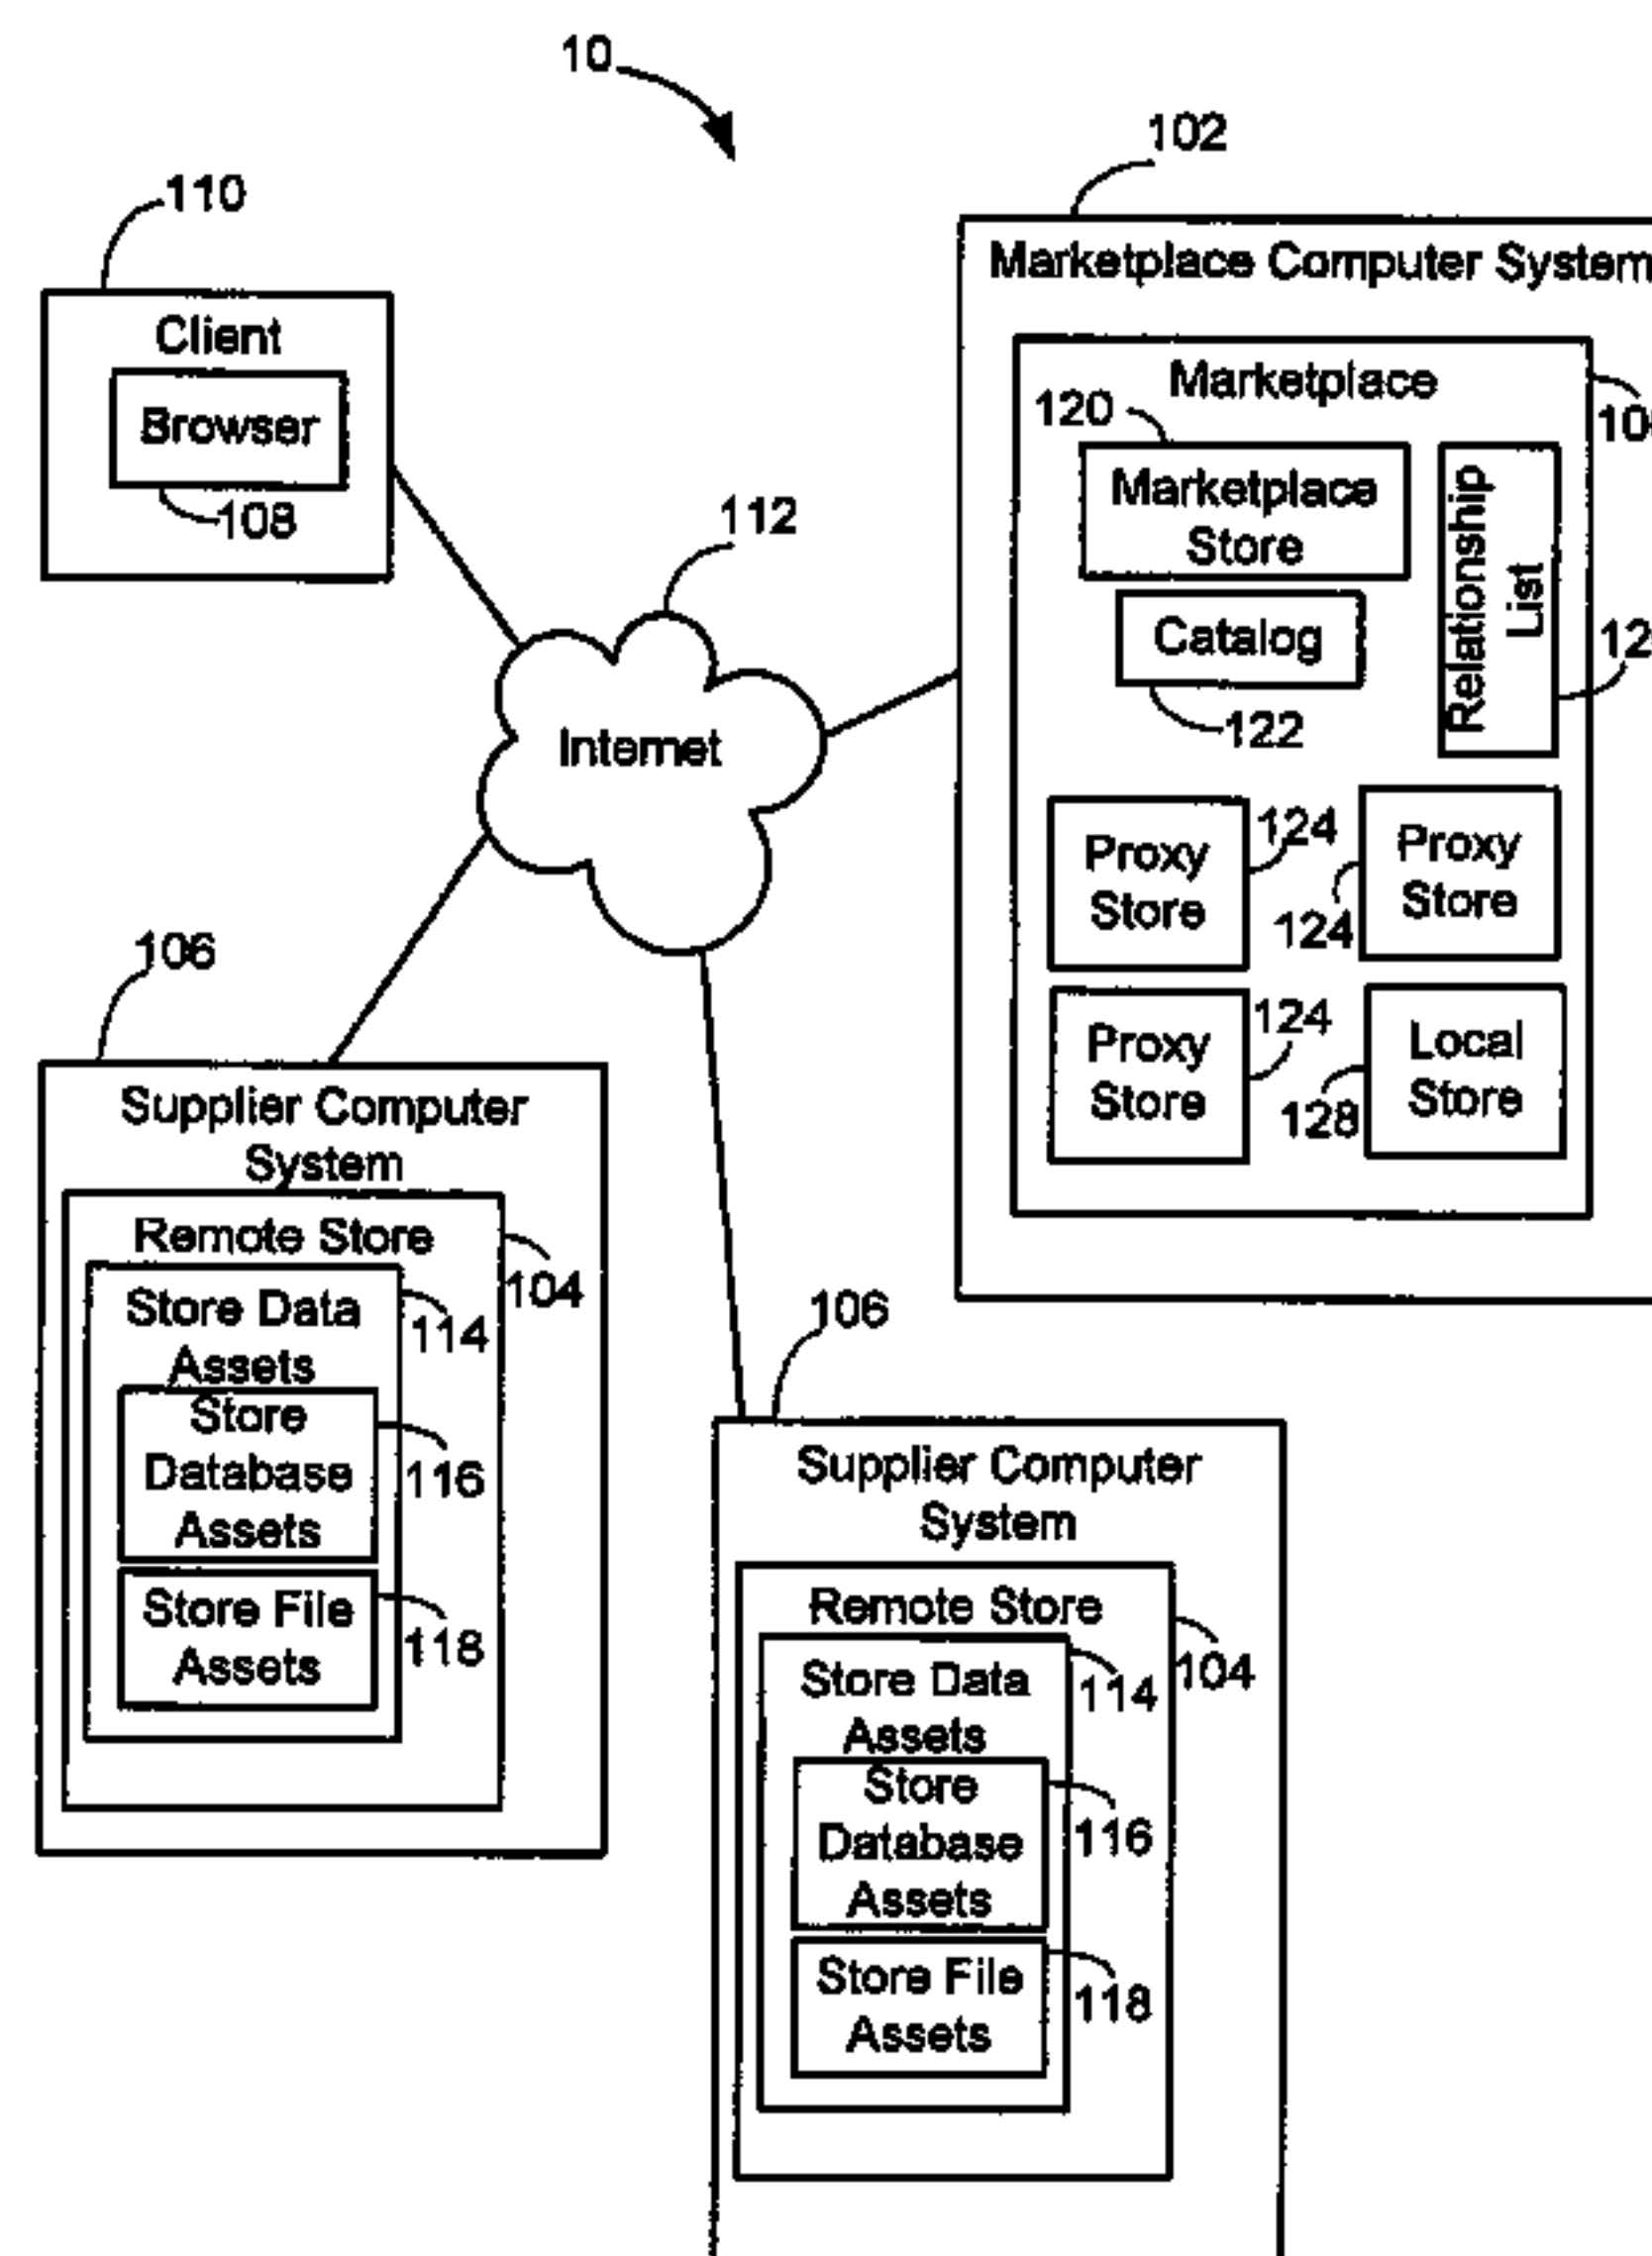 10
102
110
Marketplace Computer System
Client
Browser
108
Marketplace
120
Marketplace
Store
Relationship
List
Catalog
122
112
Internet
Proxy
Store
124
Proxy
Store
124
Proxy
Store
124
Local
Store
128
106
Supplier Computer
System
Remote Store
104
Store Data
Assets
114
Store
Database
Assets
116
Store File
Assets
118
106
Supplier Computer
System
Remote Store
104
Store Data
Assets
114
Store
Database
Assets
116
Store File
Assets
118